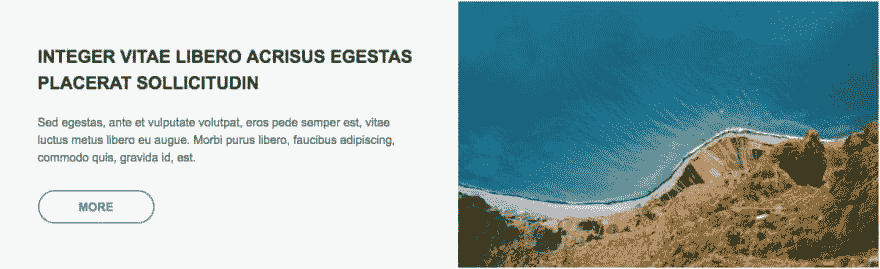 INTEGER VITAE LIBERO ACRISUS EGESTAS
PLACERAT SOLLICITUDIN
Sed egestas, ante et vulputate volutpat, eros pede semper est, vitae
luctus metus libero eu augue. Morbi purus libero, faucibus adipiscing,
commodo quis, gravida id, est.
MORE